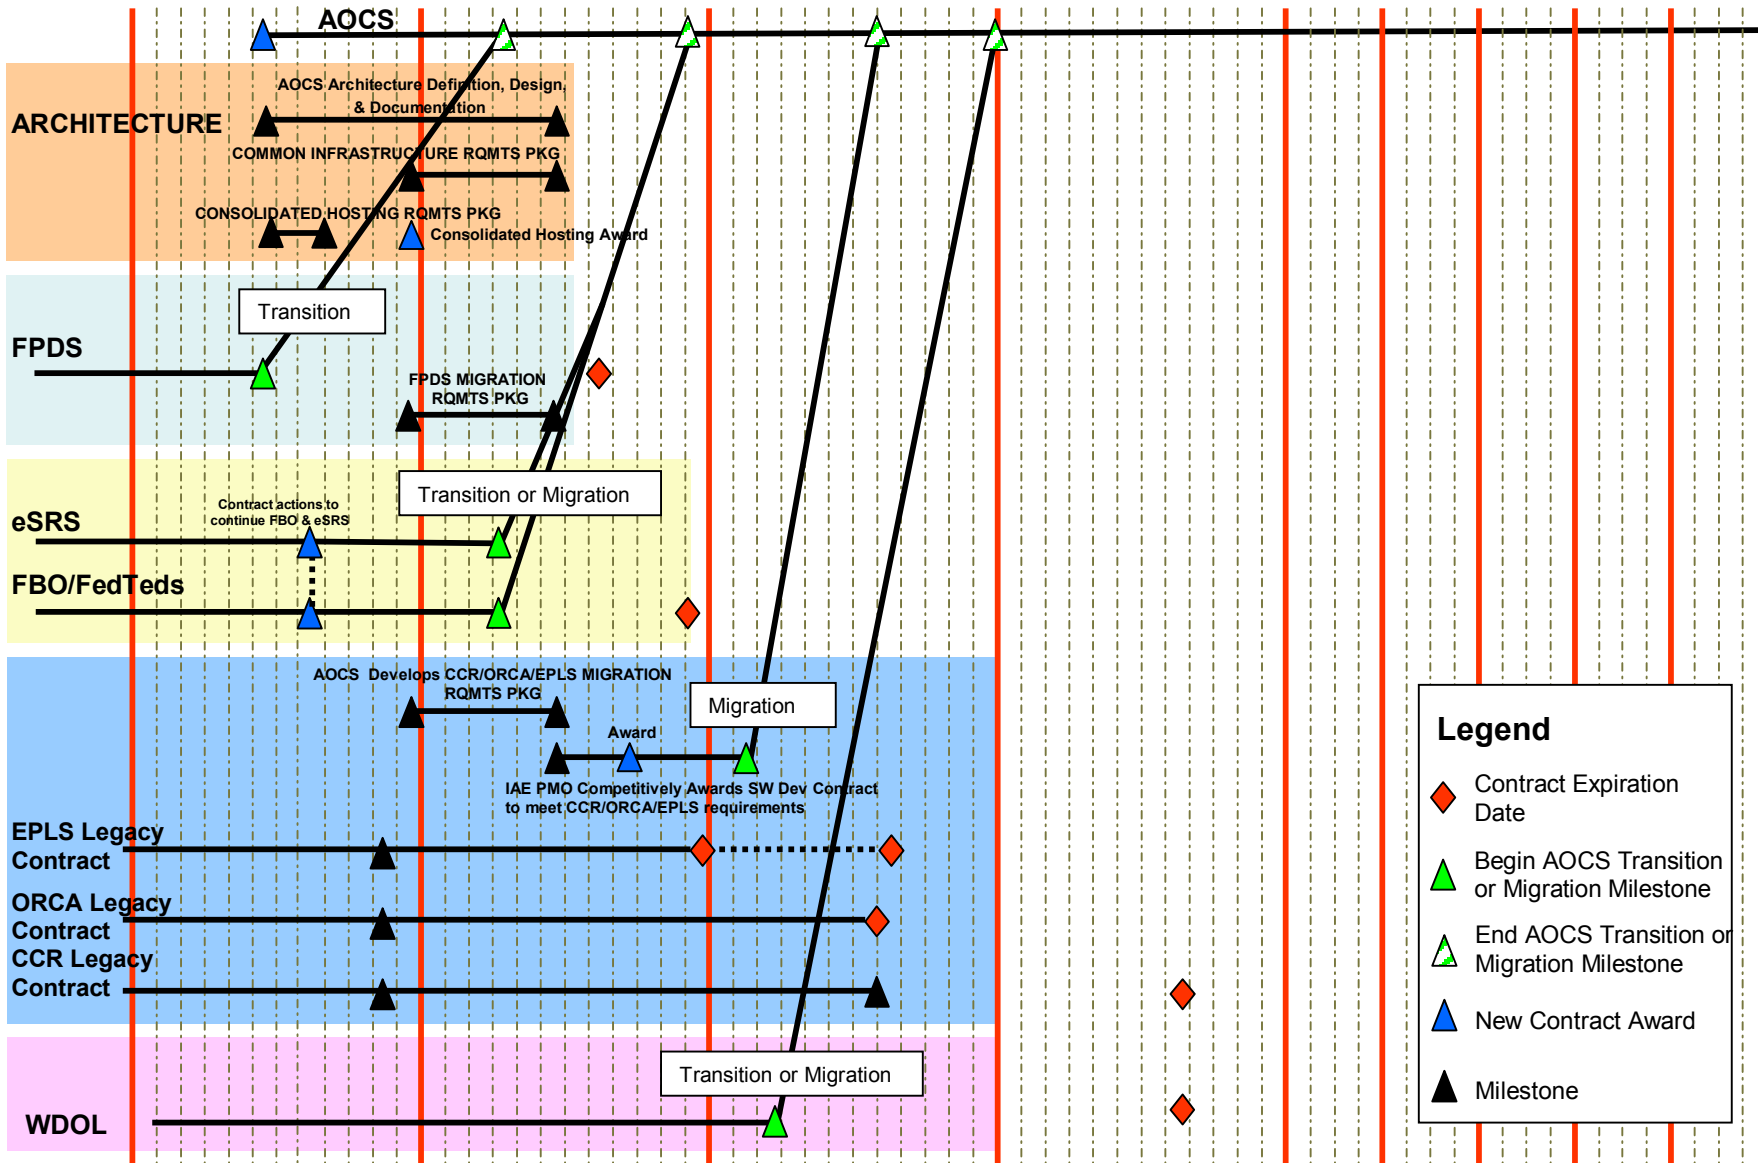 AOCS
AOCS Architecture Definition, Design,
& Documentation
ARCHITECTURE
COMMON INFRASTRUCTURE RQMTS PKG
CONSOLIDATED HOSTING RQMTS PKG
Consolidated Hosting Award
Transition
FPDS
FPDS MIGRATION
RQMTS PKG
Transition or Migration
Contract actions to
continue FBO & eSRS
eSRS
FBO/FedTeds
AOCS Develops CCR/ORCA/EPLS MIGRATION
RQMTS PKG
Migration
Award
IAE PMO Competitively Awards SW Dev Contract
to meet CCR/ORCA/EPLS requirements
EPLS Legacy
Contract
ORCA Legacy
Contract
CCR Legacy
Contract
Transition or Migration
WDOL
Legend
Contract Expiration
Date
Begin AOCS Transition
or Migration Milestone
End AOCS Transition or
Migration Milestone
New Contract Award
Milestone